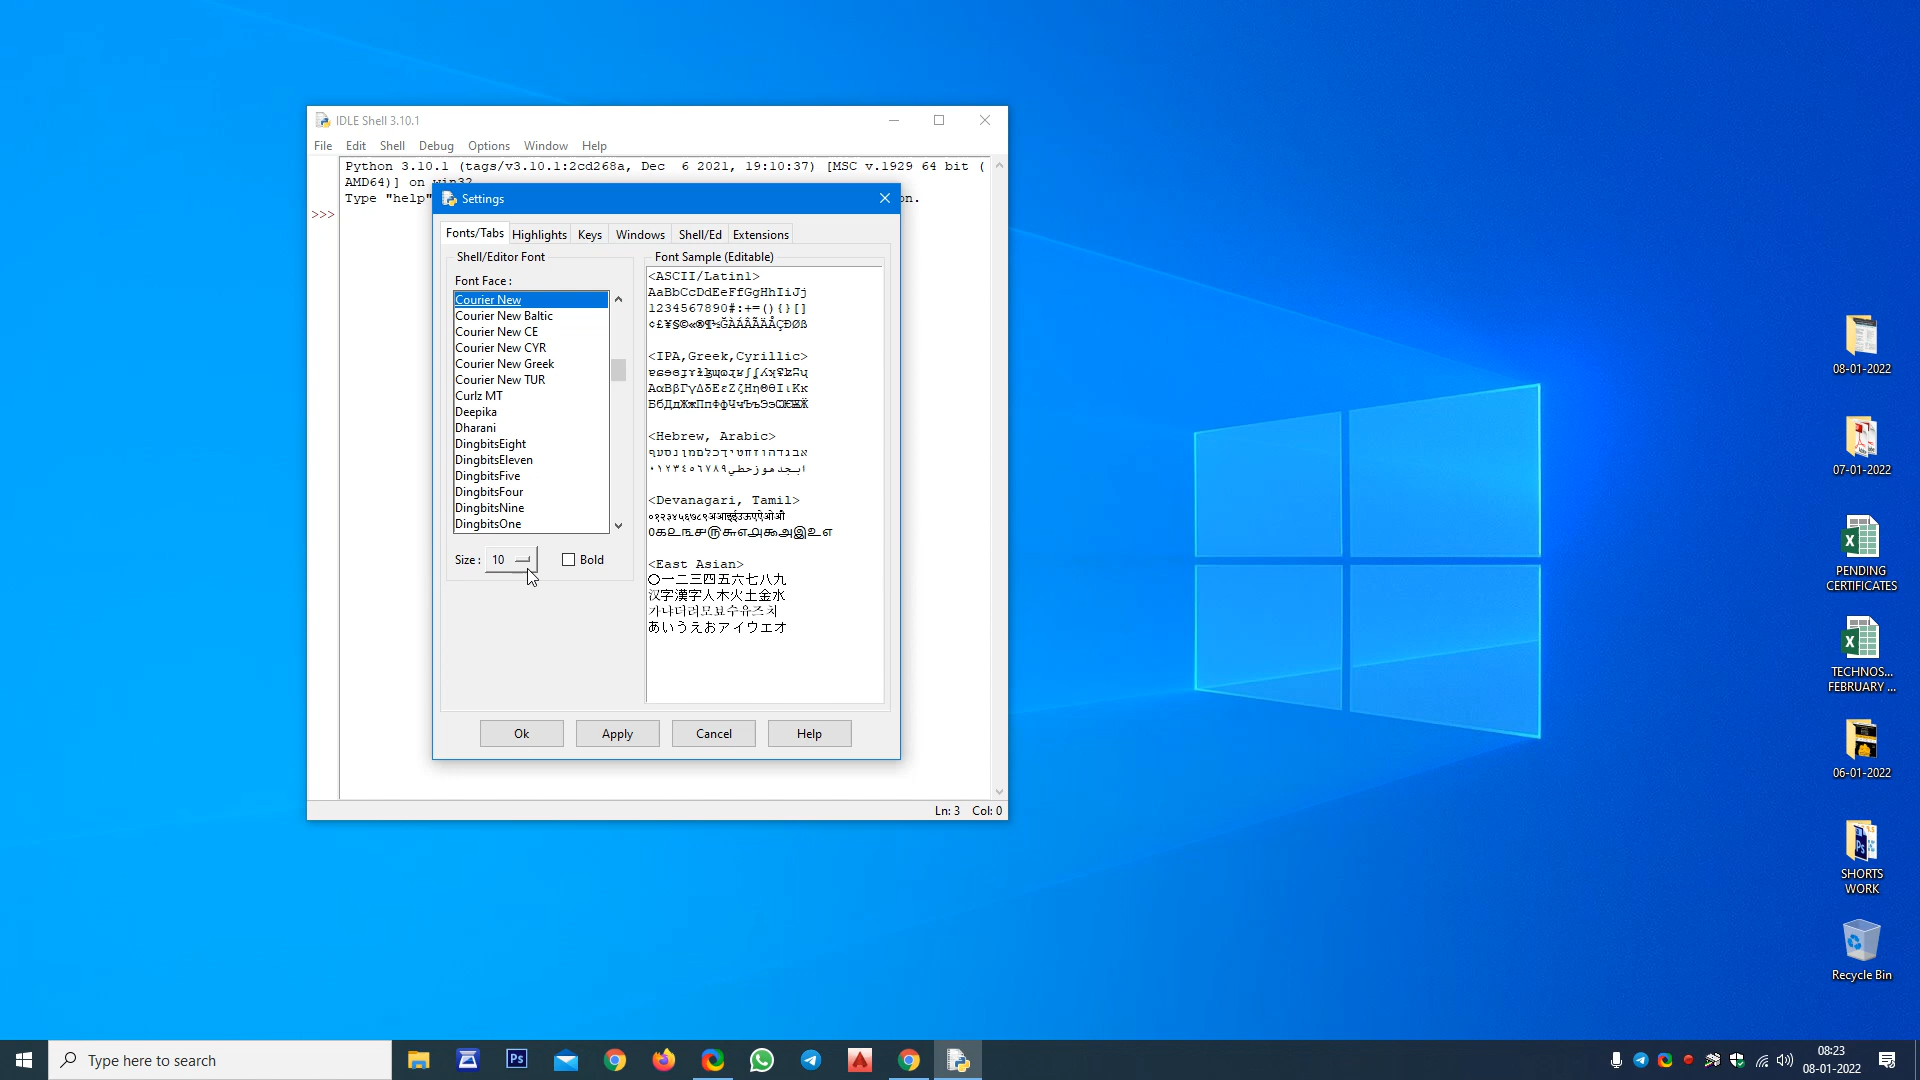 IDLE Shell 3.10.1
File Edit Shell Debug Options Window Help
Python 3.10.1 (tags/v3.10.1:2cd268a, Dec  6 2021, 19:10:37) [MSC v.1929 64 bit (
AMD64)] on win32
Type "help" on.
>>>
Settings
Fonts/Tabs Highlights Keys Windows Shell/Ed Extensions
Shell/Editor Font
Font Face :
Courier New
Courier New Baltic
Courier New CE
Courier New CYR
Courier New Greek
Courier New TUR
Curlz MT
Deepika
Dharani
DingbitsEight
DingbitsEleven
DingbitsFive
DingbitsFour
DingbitsNine
DingbitsOne
Size : 10 Bold
Font Sample (Editable)
<ASCII/Latin1>
AaBbCcDdEeFfGgHhIiJj
1234567890#:+=(){}[]
¢£¥§©«®¶½ĞÀÁÂÃÄÅÇÐØß
<IPA,Greek,Cyrillic>
ΑαΒβΓγΔδΕεΖζΗηΘθΙιΚκ
<Hebrew, Arabic>
אבגדהוזחטיךכלםמןנסעף
<Devanagari, Tamil>
०१२३४५६७८९अआइईउऊएऐओऔ
<East Asian>
〇一二三四五六七八九
汉字漢字人木火土金水
가냐더려모뵤수유즈치
あいうえおアイウエオ
Ok Apply Cancel Help
Ln: 3 Col: 0
08-01-2022
07-01-2022
PENDING
CERTIFICATES
TECHNOS...
FEBRUARY ...
06-01-2022
SHORTS
WORK
Recycle Bin
Type here to search
08:23
08-01-2022